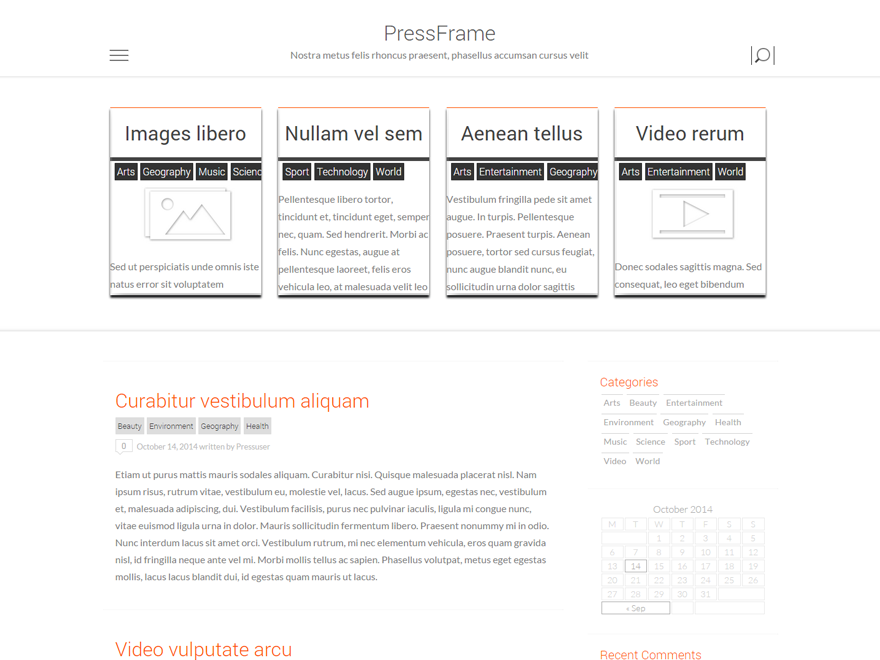 PressFrame
Nostra metus felis rhoncus praesent, phasellus accumsan cursus velit
Images libero
Arts Geography Music Scienc
Sed ut perspiciatis unde omnis iste
natus error sit voluptatem
Nullam vel sem
Sport Technology World
Pellentesque libero tortor,
tincidunt et, tincidunt eget, semper
nec, quam. Sed hendrerit. Morbi ac
felis. Nunc egestas, augue at
pellentesque laoreet, felis eros
vehicula leo, at malesuada velit leo
Aenean tellus
Arts Entertainment Geography
Vestibulum fringilla pede sit amet
augue. In turpis. Pellentesque
posuere. Praesent turpis. Aenean
posuere, tortor sed cursus feugiat,
nunc augue blandit nunc, eu
sollicitudin urna dolor sagittis
Video rerum
Arts Entertainment World
Donec sodales sagittis magna. Sed
consequat, leo eget bibendum
Curabitur vestibulum aliquam
Beauty Environment Geography Health
0 October 14, 2014 written by Pressuser
Etiam ut purus mattis mauris sodales aliquam. Curabitur nisi. Quisque malesuada placerat nisl. Nam
ipsum risus, rutrum vitae, vestibulum eu, molestie vel, lacus. Sed augue ipsum, egestas nec, vestibulum
et, malesuada adipiscing, dui. Vestibulum facilisis, purus nec pulvinar iaculis, ligula mi congue nunc,
vitae euismod ligula urna in dolor. Mauris sollicitudin fermentum libero. Praesent nonummy mi in odio.
Nunc interdum lacus sit amet orci. Vestibulum rutrum, mi nec elementum vehicula, eros quam gravida
nisl, id fringilla neque ante vel mi. Morbi mollis tellus ac sapien. Phasellus volutpat, metus eget egestas
mollis, lacus lacus blandit dui, id egestas quam mauris ut lacus.
Video vulputate arcu
Categories
Arts Beauty Entertainment
Environment Geography Health
Music Science Sport Technology
Video World
October 2014
M T W T F S S
1 2 3 4 5
6 7 8 9 10 11 12
13 14 15 16 17 18 19
20 21 22 23 24 25 26
27 28 29 30 31
« Sep
Recent Comments